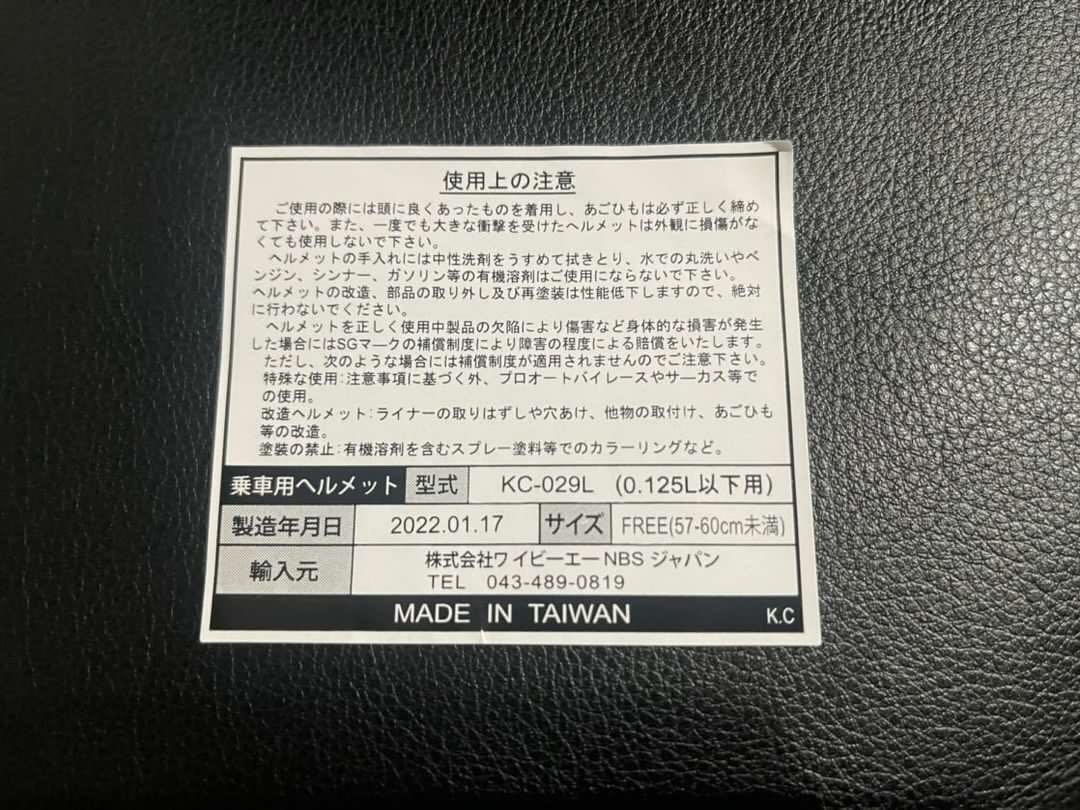 使用上の注意
ご使用の際には頭に良くあったものを着用し、あごひもは必ず正しく締め
て下さい。また、一度でも大きな衝撃を受けたヘルメットは外観に損傷がな
くても使用しないで下さい。
ヘルメットの手入れには中性洗剤をうすめて拭きとり、水での丸洗いやベ
ンジン、シンナー、ガソリン等の有機溶剤はご使用にならないで下さい。
ヘルメットの改造、部品の取り外し及び再塗装は性能低下しますので、絶対
に行わないでください。
ヘルメットを正しく使用中製品の欠陥により傷害など身体的な損害が発生
した場合にはSGマークの補償制度により障害の程度による賠償をいたします。
ただし、次のような場合には補償制度が適用されませんのでご注意下さい。
特殊な使用:注意事項に基づく外、プロオートバイレースやサーカス等で
の使用。
改造ヘルメット:ライナーの取りはずしや穴あけ、他物の取付け、あごひも
等の改造。
塗装の禁止:有機溶剤を含むスプレー塗料等でのカラーリングなど。
乗車用ヘルメット 型式 KC-029L (0.125L以下用)
製造年月日 2022.01.17 サイズ FREE(57-60cm未満)
輸入元 株式会社ワイビーエーNBS ジャパン
TEL 043-489-0819
MADE IN TAIWAN K.C